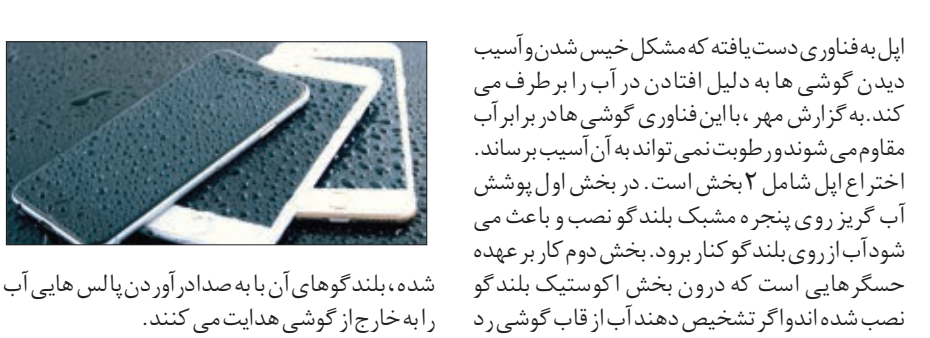 اپل به فناوری دست یافته که مشکل خیس شدن و آسیب
دیدن گوشی ها به دلیل افتادن در آب را بر طرف می
کند. به گزارش مهر ، با این فناوری گوشی ها در برابر آب
مقاوم می شوند و رطوبت نمی تواند به آن آسیب برساند.
اختراع اپل شامل ۲ بخش است. در بخش اول پوشش
آب گریز روی پنجره مشبک بلندگو نصب و باعث می
شود آب از روی بلندگو کنار برود. بخش دوم کار بر عهده
حسگرهایی است که درون بخش اکوستیک بلندگو
نصب شده اند و اگر تشخیص دهند آب از قاب گوشی رد
شده، بلندگوهای آن با به صدا در آوردن پالس هایی آب
را به خارج از گوشی هدایت می کنند.